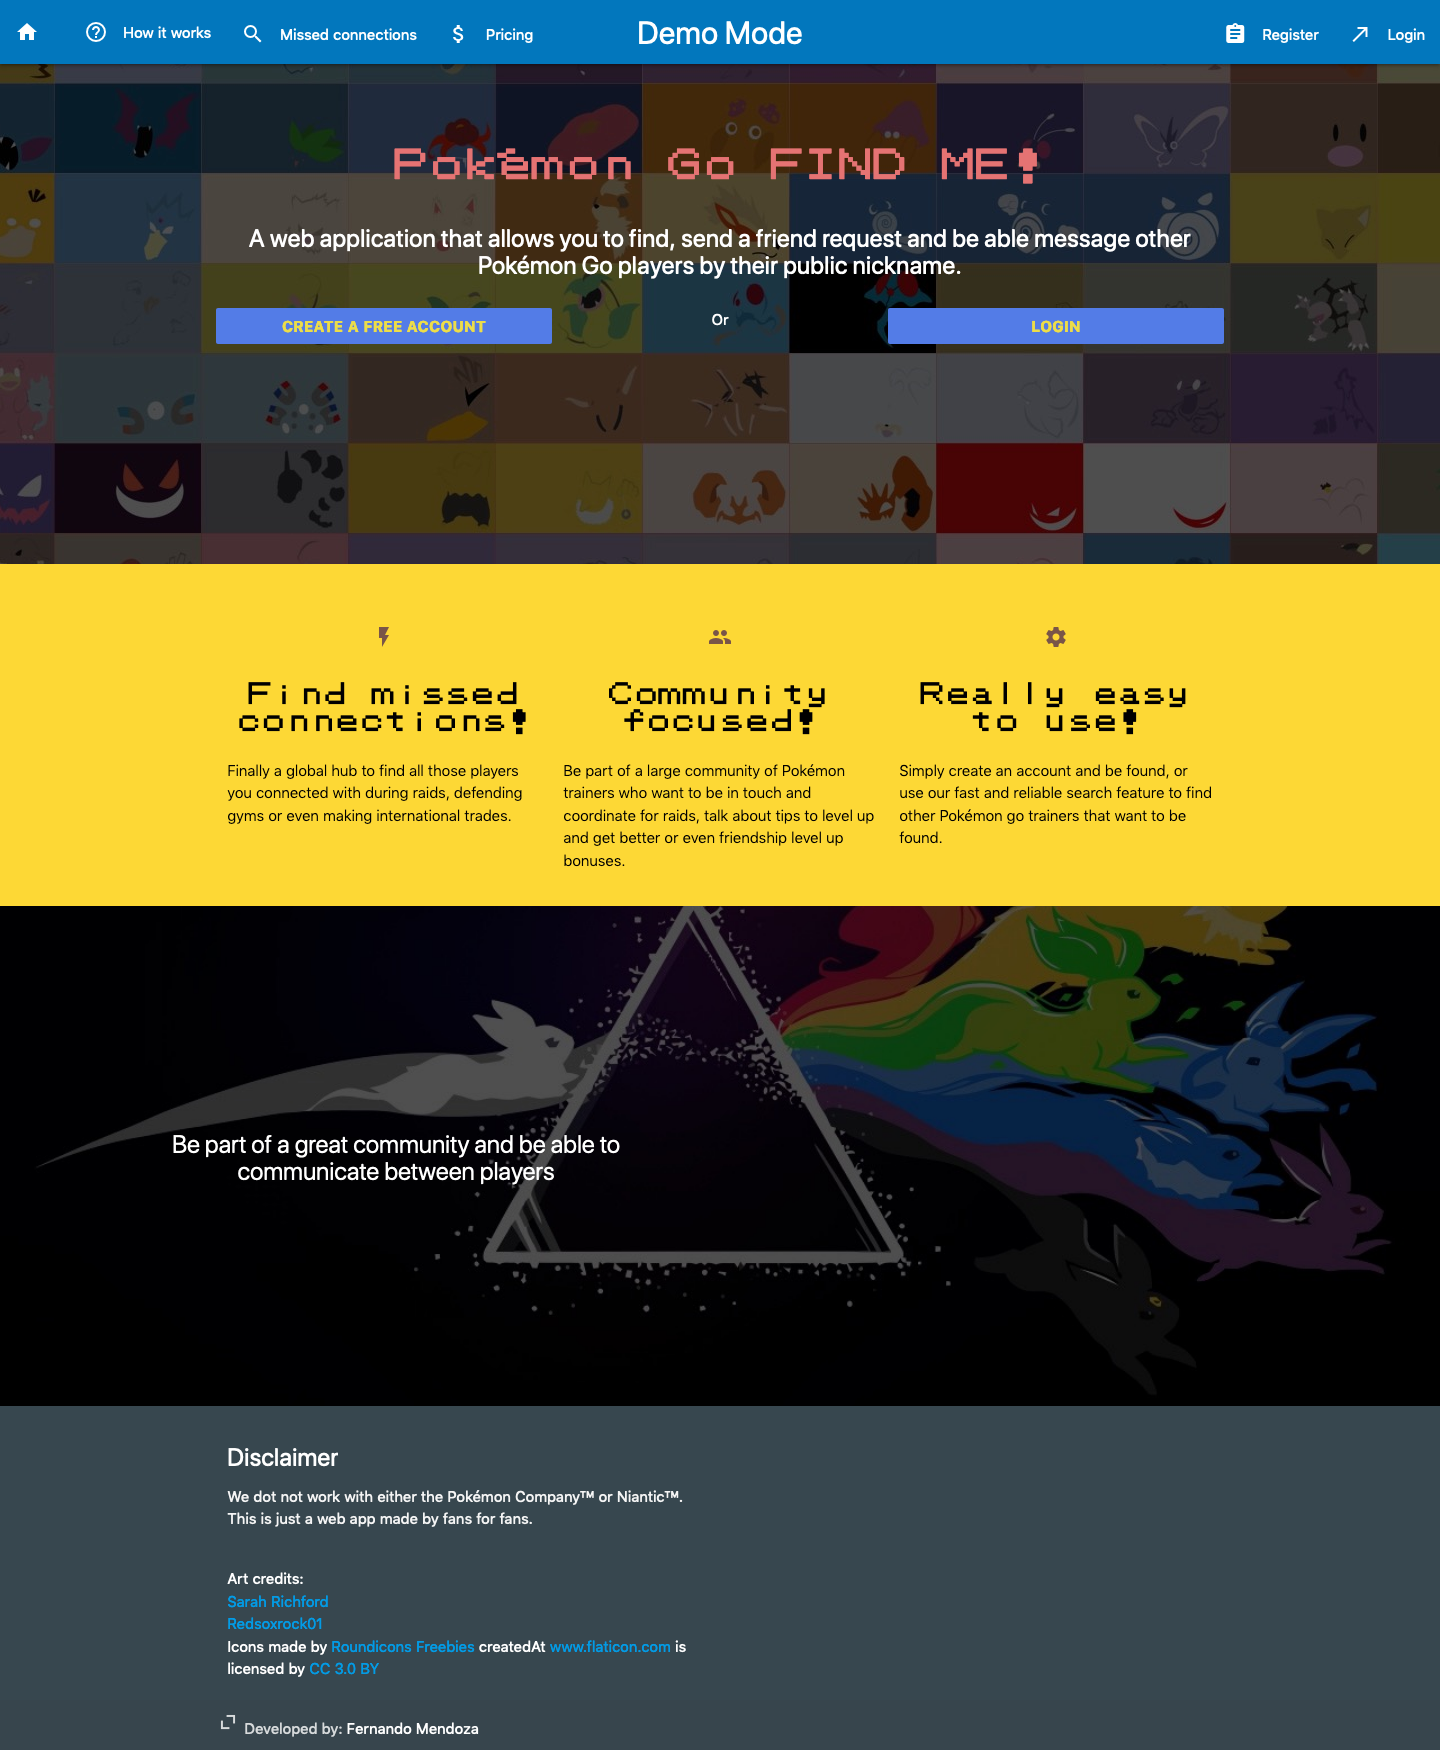 How it works
Missed connections
Pricing
Demo Mode
Register
Login
Pokémon Go FIND ME!
A web application that allows you to find, send a friend request and be able message other
Pokémon Go players by their public nickname.
CREATE A FREE ACCOUNT
Or
LOGIN
Find missed
connections!
Finally a global hub to find all those players
you connected with during raids, defending
gyms or even making international trades.
Community
focused!
Be part of a large community of Pokémon
trainers who want to be in touch and
coordinate for raids, talk about tips to level up
and get better or even friendship level up
bonuses.
Really easy
to use!
Simply create an account and be found, or
use our fast and reliable search feature to find
other Pokémon go trainers that want to be
found.
Be part of a great community and be able to
communicate between players
Disclaimer
We dot not work with either the Pokémon Company™ or Niantic™.
This is just a web app made by fans for fans.
Art credits:
Sarah Richford
Redsoxrock01
Icons made by Roundicons Freebies createdAt www.flaticon.com is
licensed by CC 3.0 BY
Developed by: Fernando Mendoza